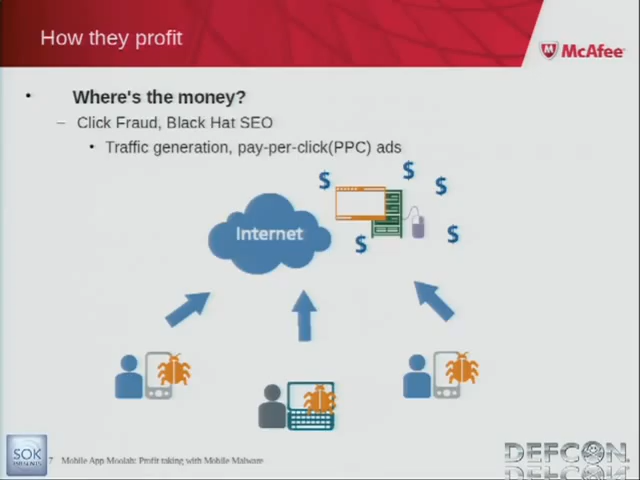 How they profit
McAfee
• Where's the money?
– Click Fraud, Black Hat SEO
• Traffic generation, pay-per-click(PPC) ads
$ $ $
Internet
$ $
SOK
PRESENTS
7 Mobile App Moolah: Profit taking with Mobile Malware
DEFCON